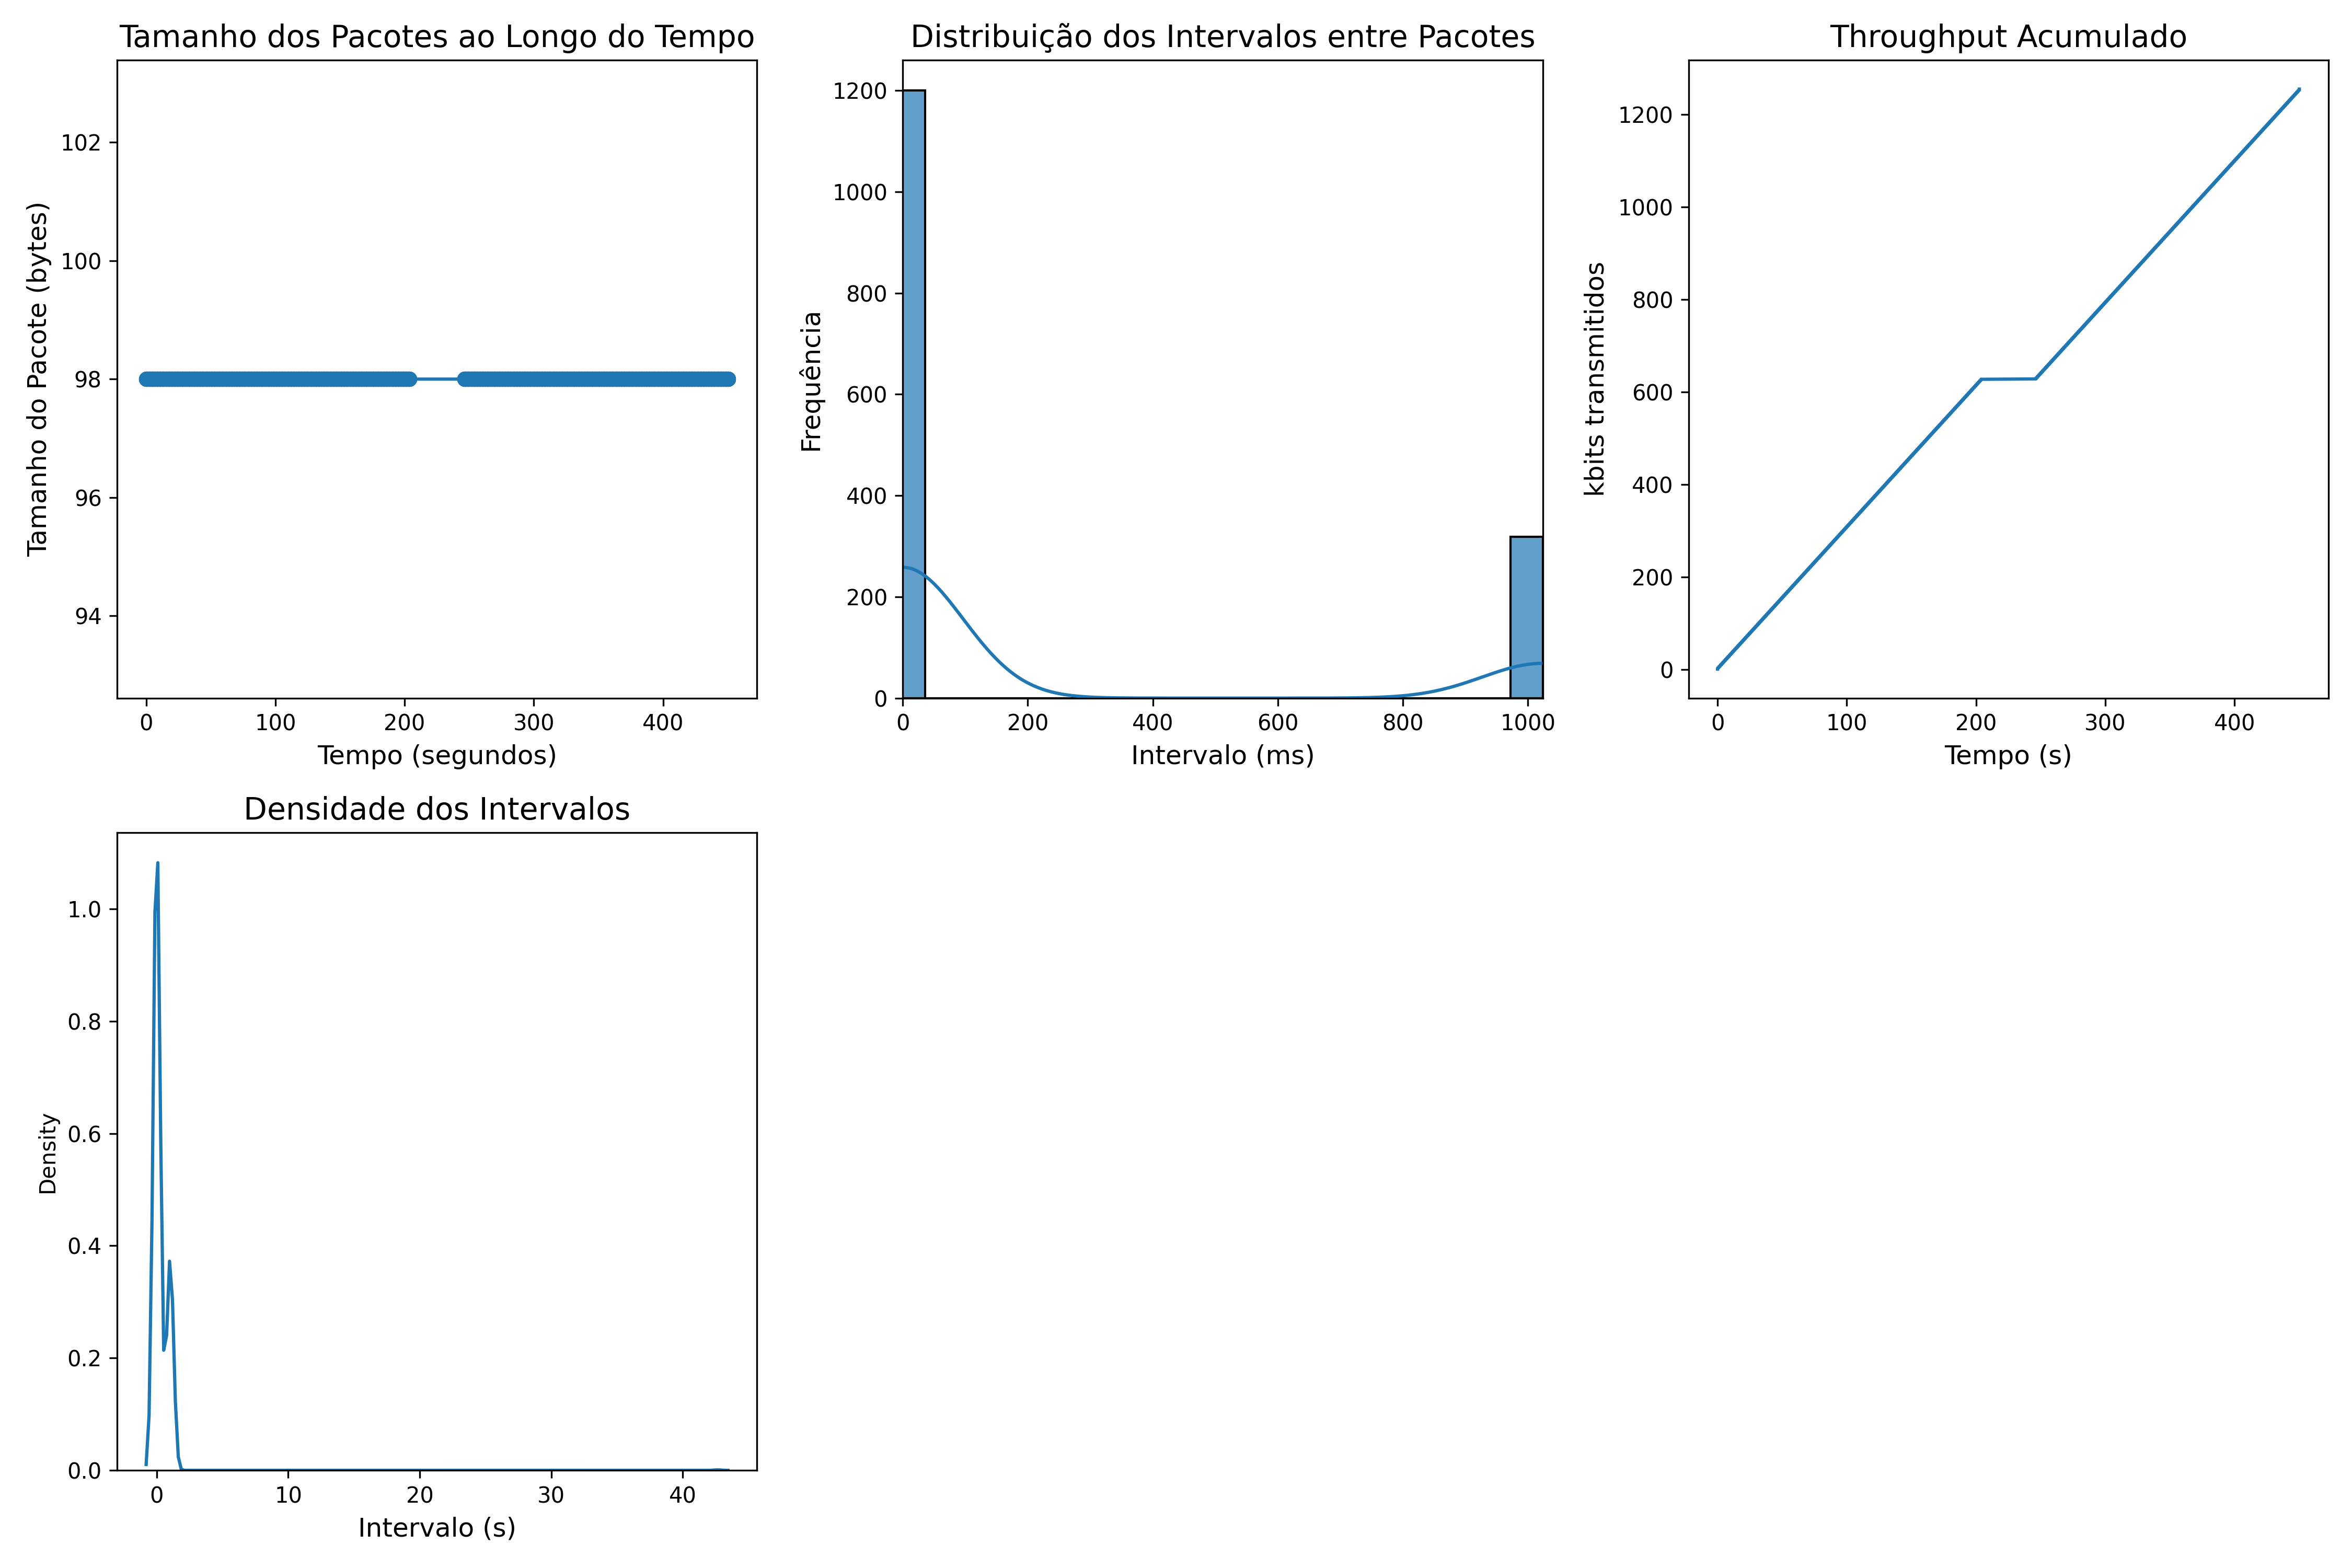 Tamanho dos Pacotes ao Longo do Tempo
Tamanho do Pacote (bytes)
102
100
98
96
94
0 100 200 300 400
Tempo (segundos)
Distribuição dos Intervalos entre Pacotes
Frequência
1200
1000
800
600
400
200
0
0 200 400 600 800 1000
Intervalo (ms)
Throughput Acumulado
kbits transmitidos
1200
1000
800
600
400
200
0
0 100 200 300 400
Tempo (s)
Densidade dos Intervalos
Density
1.0
0.8
0.6
0.4
0.2
0.0
0 10 20 30 40
Intervalo (s)